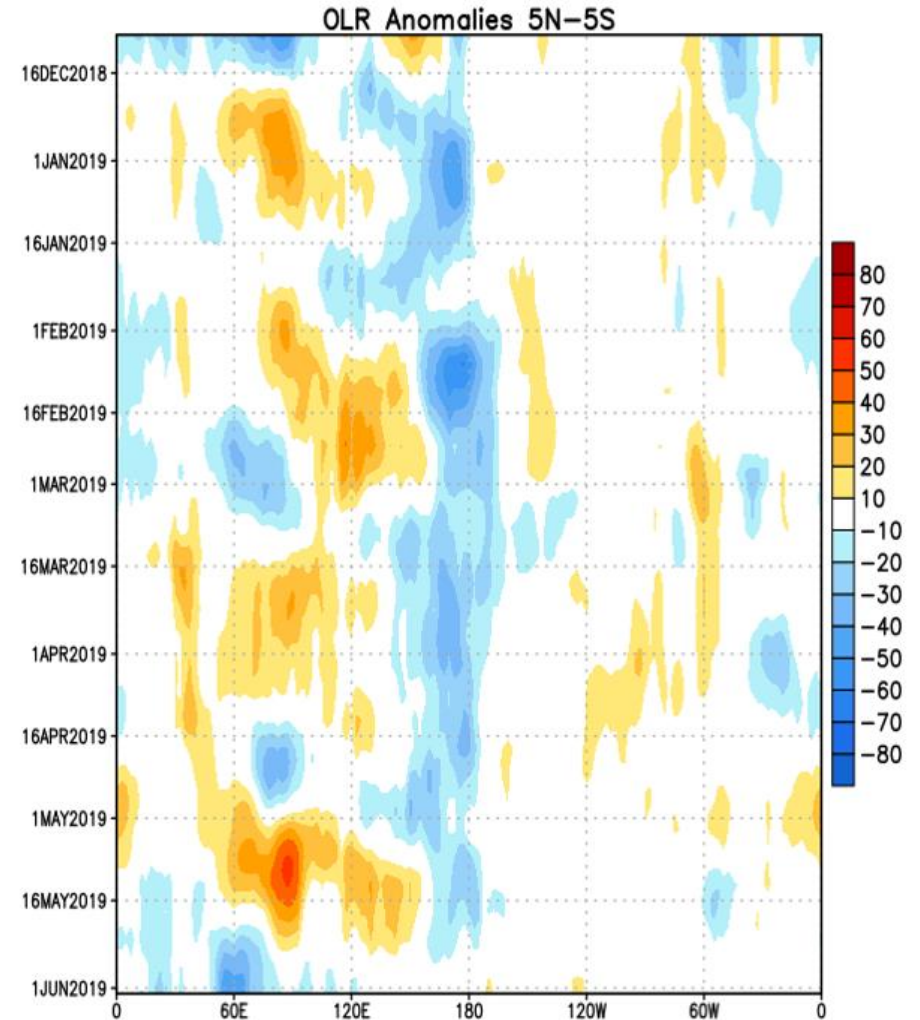 OLR Anomalies 5N-5S
16DEC2018
1JAN2019
16JAN2019
1FEB2019
16FEB2019
1MAR2019
16MAR2019
1APR2019
16APR2019
1MAY2019
16MAY2019
1JUN2019
0 60E 120E 180 120W 60W 0
80
70
60
50
40
30
20
10
-10
-20
-30
-40
-50
-60
-70
-80